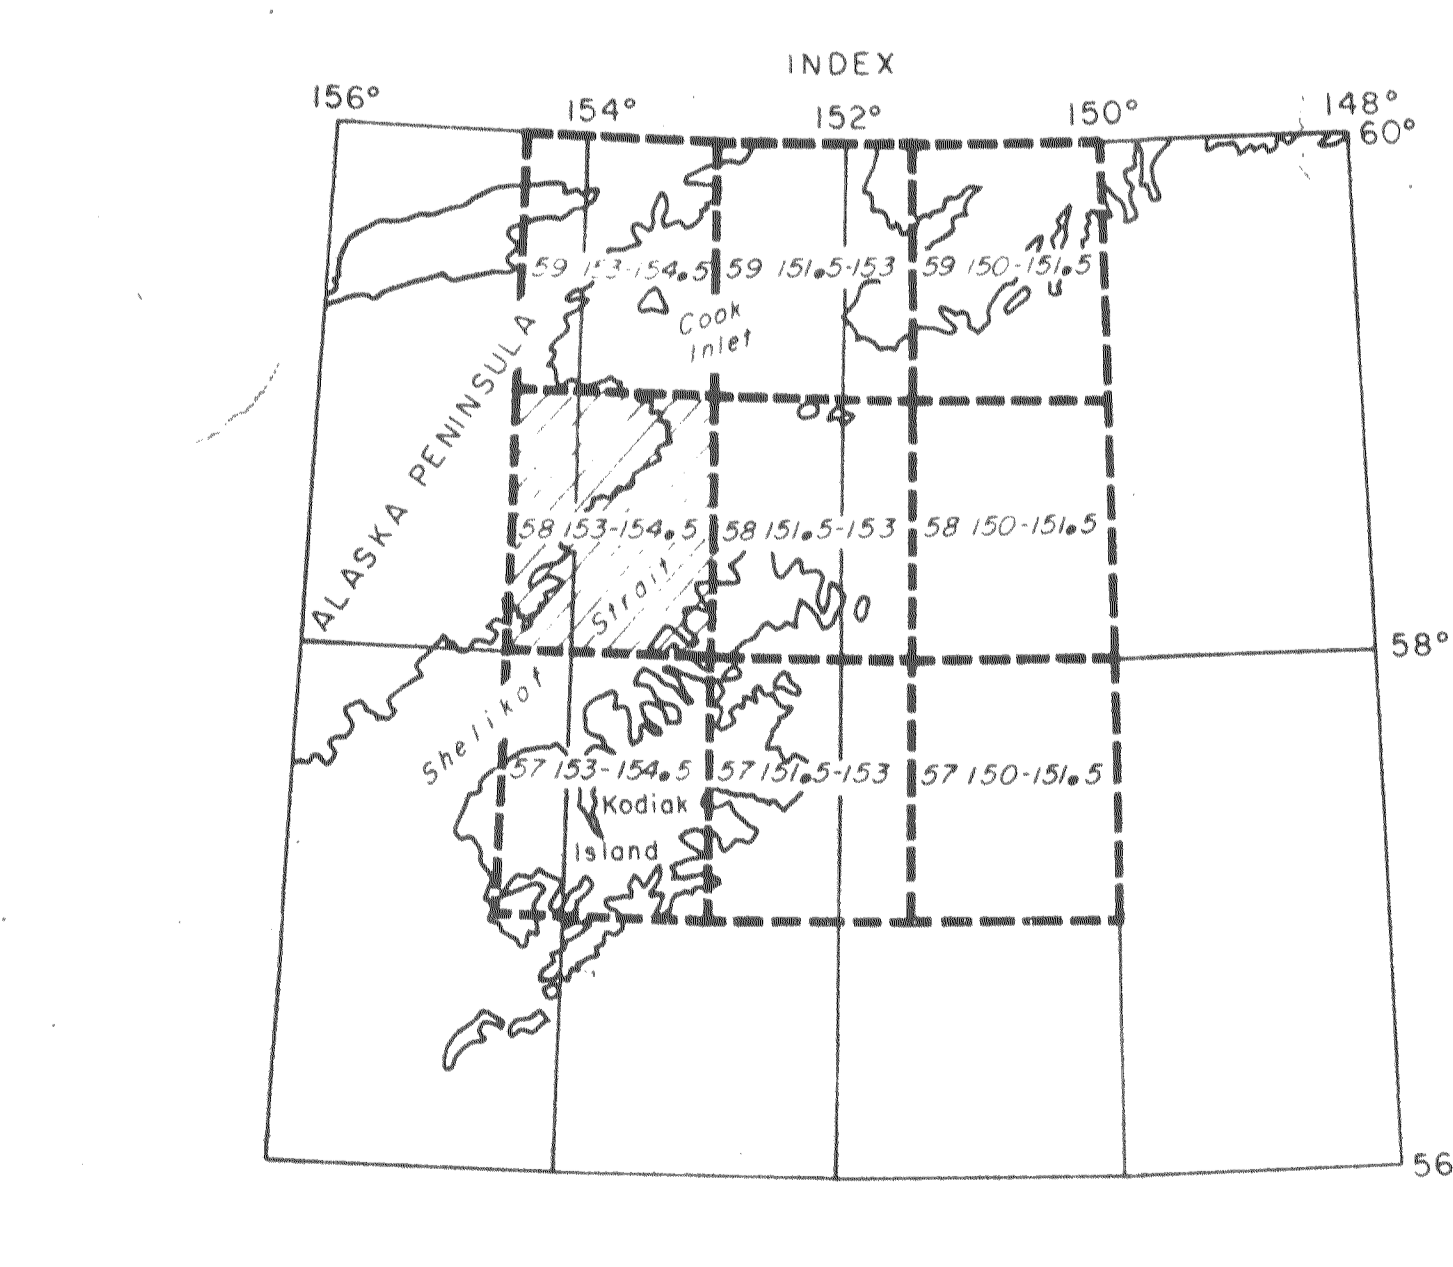 INDEX
156° 154° 152° 150° 148°
60°
59 153-154.5 59 151.5-153 59 150-151.5
Cook
Inlet
ALASKA PENINSULA
58 153-154.5 58 151.5-153 58 150-151.5
Shelikof Strait
58°
57 153-154.5 57 151.5-153 57 150-151.5
Kodiak
Island
56